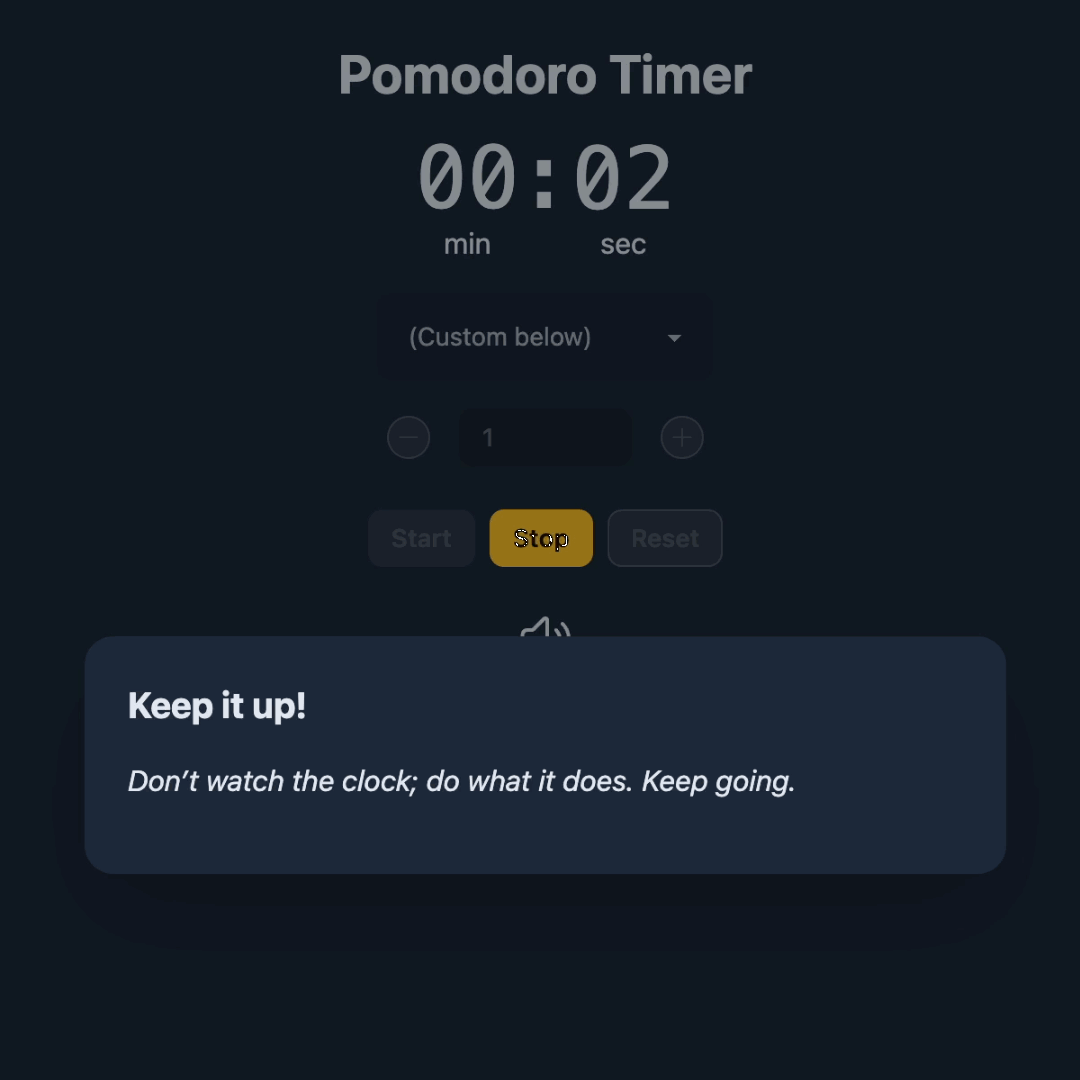 Pomodoro Timer
00:02
min sec
(Custom below)
1
Start Stop Reset
Keep it up!
Don’t watch the clock; do what it does. Keep going.